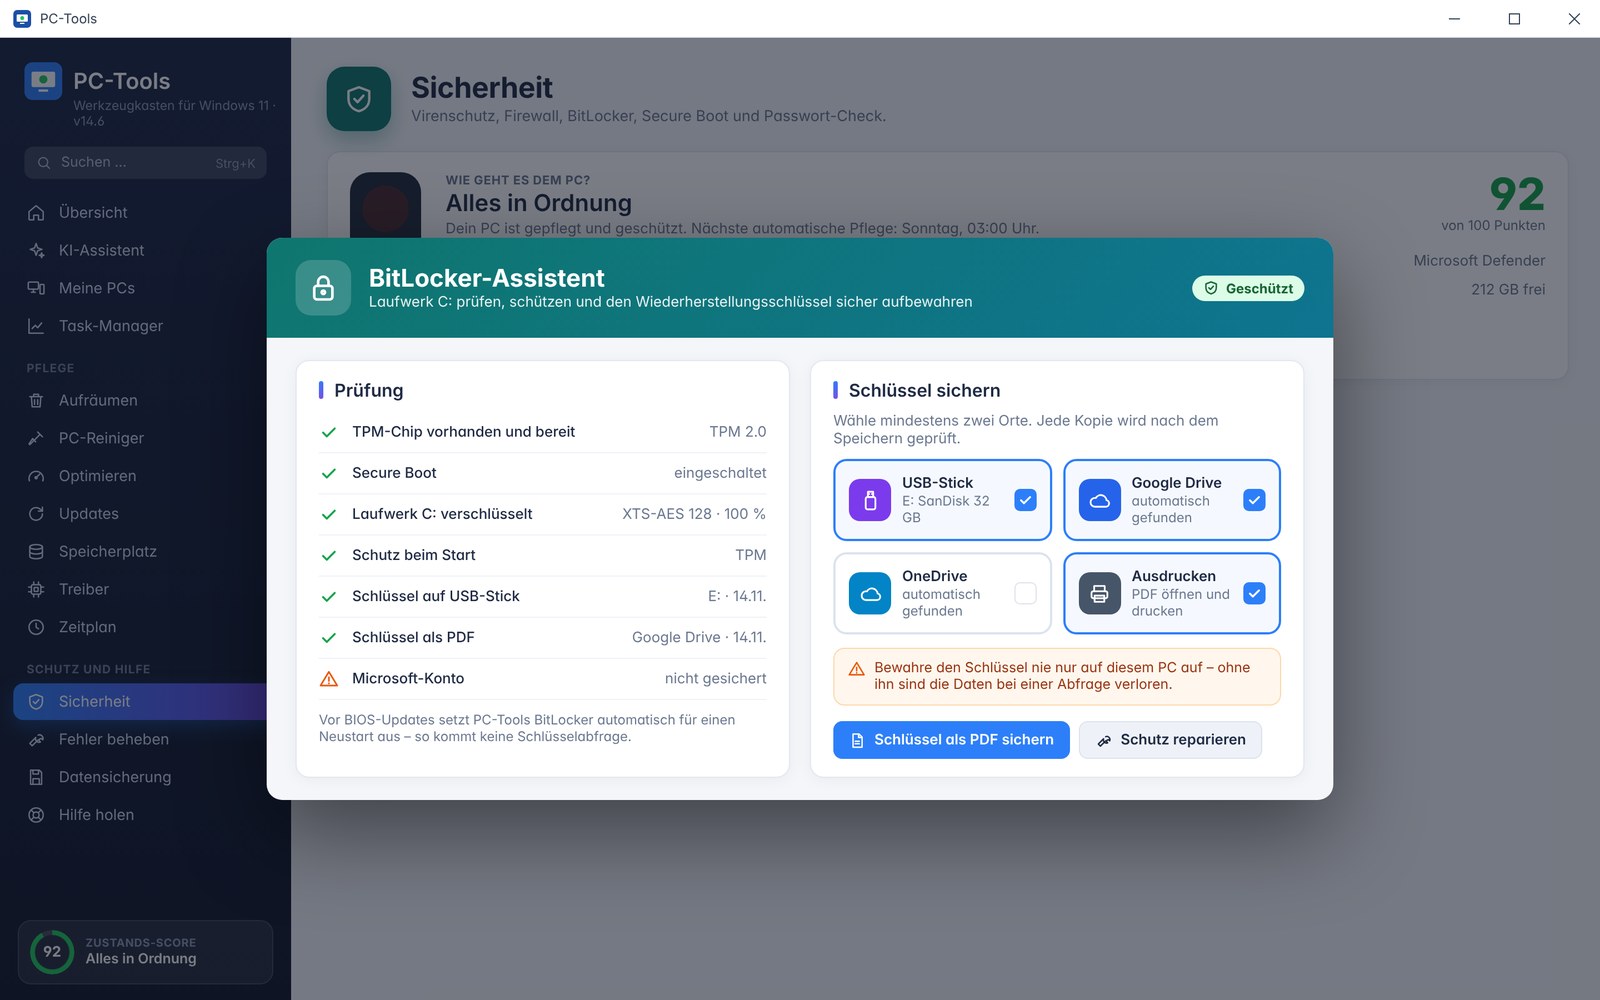 PC-Tools
PC-Tools
Werkzeugkasten für Windows 11 ·
v14.6
Suchen ...
Strg+K
Übersicht
KI-Assistent
Meine PCs
Task-Manager
PFLEGE
Aufräumen
PC-Reiniger
Optimieren
Updates
Speicherplatz
Treiber
Zeitplan
SCHUTZ UND HILFE
Sicherheit
Fehler beheben
Datensicherung
Hilfe holen
92
ZUSTANDS-SCORE
Alles in Ordnung
Sicherheit
Virenschutz, Firewall, BitLocker, Secure Boot und Passwort-Check.
WIE GEHT ES DEM PC?
Alles in Ordnung
Dein PC ist gepflegt und geschützt. Nächste automatische Pflege: Sonntag, 03:00 Uhr.
92
von 100 Punkten
Microsoft Defender
212 GB frei
BitLocker-Assistent
Laufwerk C: prüfen, schützen und den Wiederherstellungsschlüssel sicher aufbewahren
Geschützt
Prüfung
TPM-Chip vorhanden und bereit
TPM 2.0
Secure Boot
eingeschaltet
Laufwerk C: verschlüsselt
XTS-AES 128 · 100 %
Schutz beim Start
TPM
Schlüssel auf USB-Stick
E: · 14.11.
Schlüssel als PDF
Google Drive · 14.11.
Microsoft-Konto
nicht gesichert
Vor BIOS-Updates setzt PC-Tools BitLocker automatisch für einen
Neustart aus – so kommt keine Schlüsselabfrage.
Schlüssel sichern
Wähle mindestens zwei Orte. Jede Kopie wird nach dem
Speichern geprüft.
USB-Stick
E: SanDisk 32
GB
Google Drive
automatisch
gefunden
OneDrive
automatisch
gefunden
Ausdrucken
PDF öffnen und
drucken
Bewahre den Schlüssel nie nur auf diesem PC auf – ohne
ihn sind die Daten bei einer Abfrage verloren.
Schlüssel als PDF sichern
Schutz reparieren